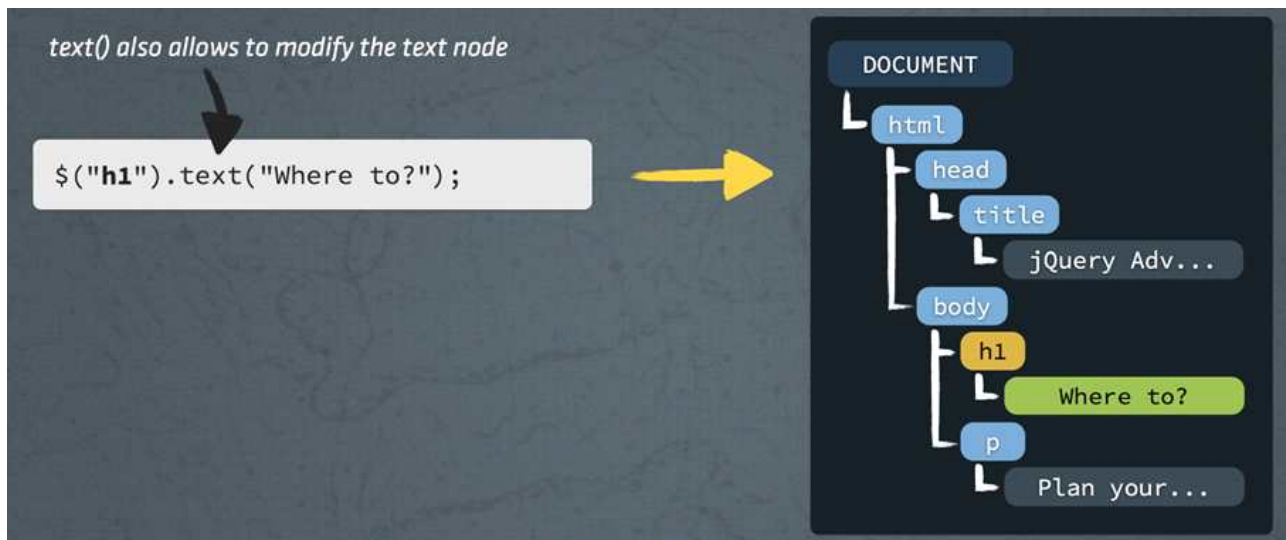 text() also allows to modify the text node
$("h1").text("Where to?");
DOCUMENT
html
head
title
jQuery Adv...
body
h1
Where to?
p
Plan your...